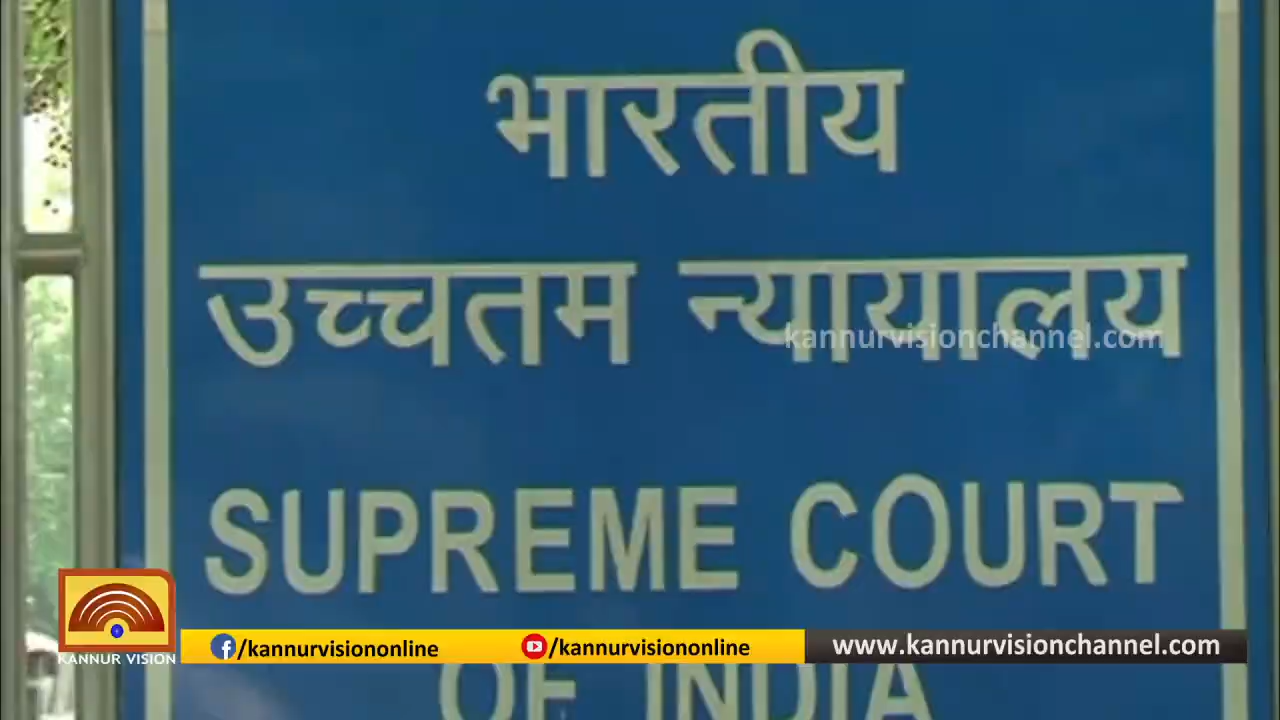 भारतीय
उच्चतम न्यायालय
kannurvisionchannel.com
SUPREME COURT
KANNUR VISION
/kannurvisiononline
/kannurvisiononline
www.kannurvisionchannel.com
OF INDIA